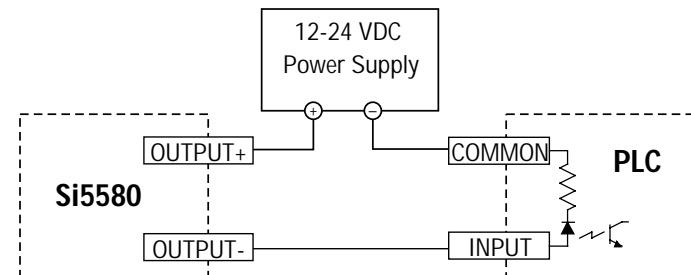 12-24 VDC
Power Supply
+
−
OUTPUT+
COMMON
PLC
Si5580
OUTPUT-
INPUT